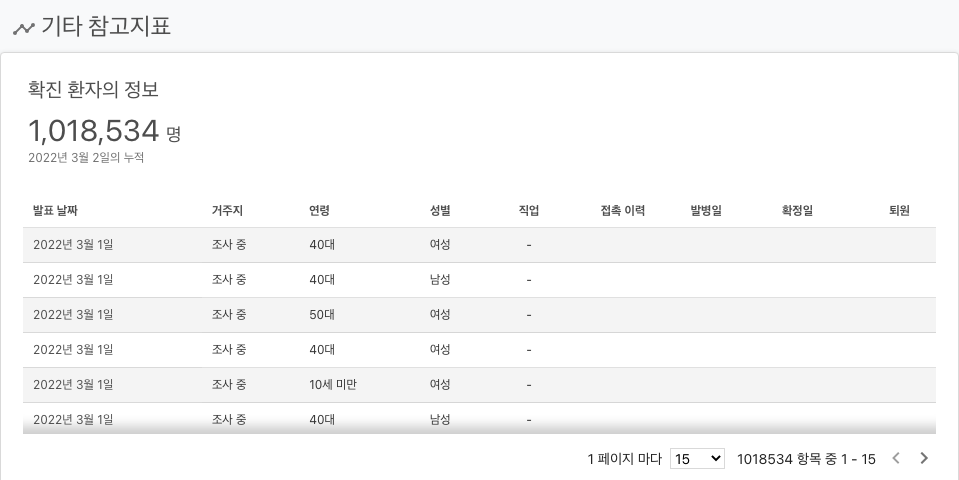 기타 참고지표
확진 환자의 정보
1,018,534 명
2022년 3월 2일의 누적
발표 날짜 거주지 연령 성별 직업 접촉 이력 발병일 확정일 퇴원
2022년 3월 1일 조사 중 40대 여성 -
2022년 3월 1일 조사 중 40대 남성 -
2022년 3월 1일 조사 중 50대 여성 -
2022년 3월 1일 조사 중 40대 여성 -
2022년 3월 1일 조사 중 10세 미만 여성 -
2022년 3월 1일 조사 중 40대 남성 -
1 페이지 마다 15 1018534 항목 중 1 - 15